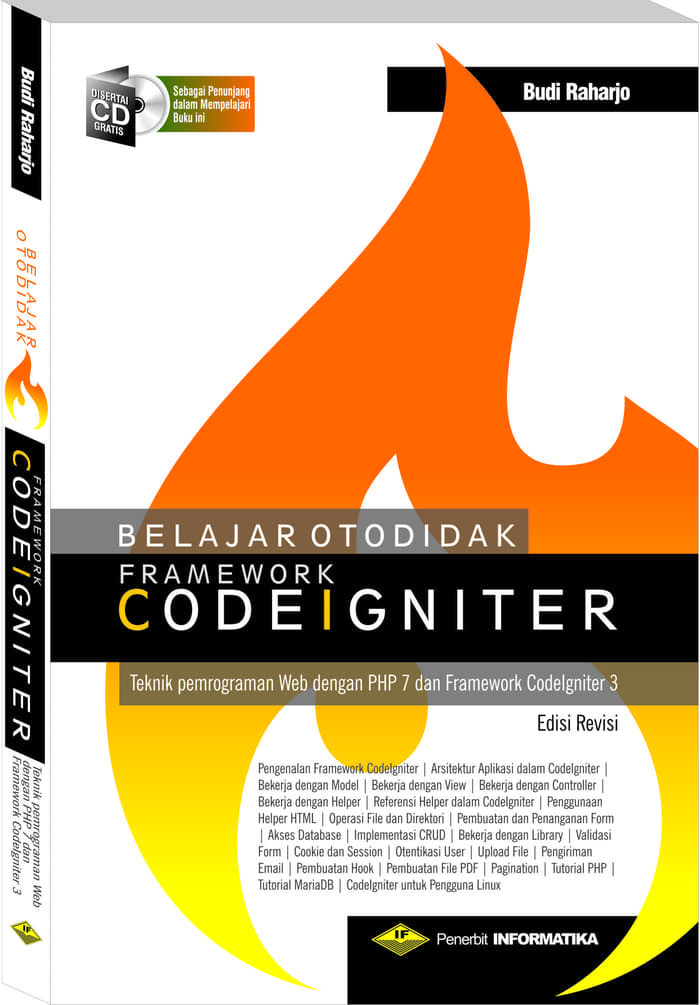 DISERTAI
CD
GRATIS
Sebagai Penunjang
dalam Mempelajari
Buku ini
Budi Raharjo
BELAJAR OTODIDAK
FRAMEWORK
CODEIGNITER
Teknik pemrograman Web dengan PHP 7 dan Framework CodeIgniter 3
Edisi Revisi
Pengenalan Framework CodeIgniter | Arsitektur Aplikasi dalam CodeIgniter |
Bekerja dengan Model | Bekerja dengan View | Bekerja dengan Controller |
Bekerja dengan Helper | Referensi Helper dalam CodeIgniter | Penggunaan
Helper HTML | Operasi File dan Direktori | Pembuatan dan Penanganan Form
| Akses Database | Implementasi CRUD | Bekerja dengan Library | Validasi
Form | Cookie dan Session | Otentikasi User | Upload File | Pengiriman
Email | Pembuatan Hook | Pembuatan File PDF | Pagination | Tutorial PHP |
Tutorial MariaDB | CodeIgniter untuk Pengguna Linux
IF
Penerbit INFORMATIKA
Budi Raharjo
BELAJAR
OTODIDAK
FRAMEWORK
CODEIGNITER
Teknik pemrograman Web
dengan PHP 7 dan
Framework CodeIgniter 3
IF